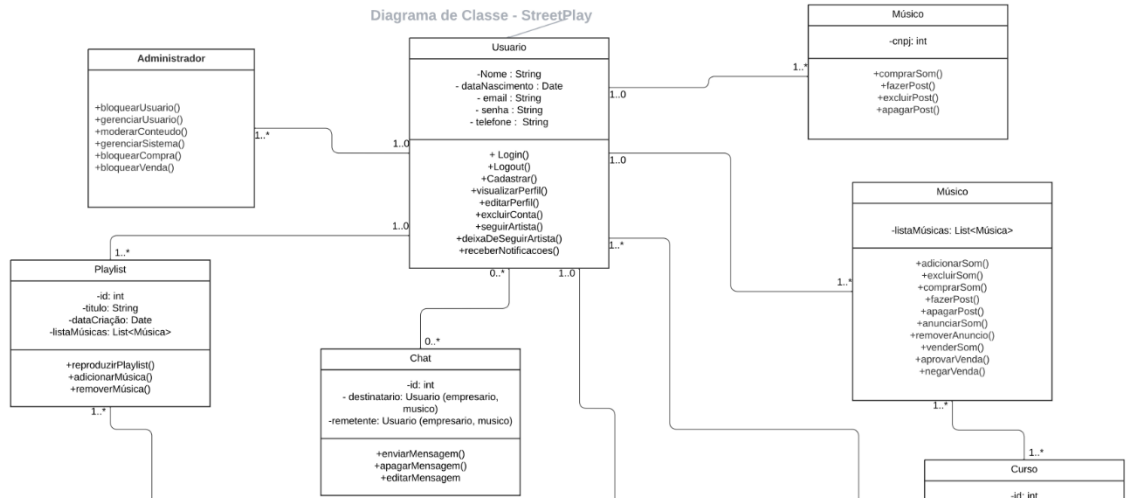 Diagrama de Classe - StreetPlay
Administrador
+bloquearUsuario()
+gerenciarUsuario()
+moderarConteudo()
+gerenciarSistema()
+bloquearCompra()
+bloquearVenda()
1..*
1..0
Usuario
-Nome : String
- dataNascimento : Date
- email : String
- senha : String
- telefone : String
+ Login()
+Logout()
+Cadastrar()
+visualizarPerfil()
+editarPerfil()
+excluirConta()
+seguirArtista()
+deixaDeSeguirArtista()
+receberNotificacoes()
1..0
1..*
1..0
1..0
1..*
0..*
1..0
Músico
-cnpj: int
+comprarSom()
+fazerPost()
+excluirPost()
+apagarPost()
1..*
Músico
-listaMúsicas: List<Música>
+adicionarSom()
+excluirSom()
+comprarSom()
+fazerPost()
+apagarPost()
+anunciarSom()
+removerAnuncio()
+venderSom()
+aprovarVenda()
+negarVenda()
1..*
1..*
Curso
-id: int
Playlist
-id: int
-titulo: String
-dataCriação: Date
-listaMúsicas: List<Música>
+reproduzirPlaylist()
+adicionarMúsica()
+removerMúsica()
1..*
0..*
Chat
-id: int
- destinatario: Usuario (empresario,
musico)
-remetente: Usuario (empresario, musico)
+enviarMensagem()
+apagarMensagem()
+editarMensagem
1..*